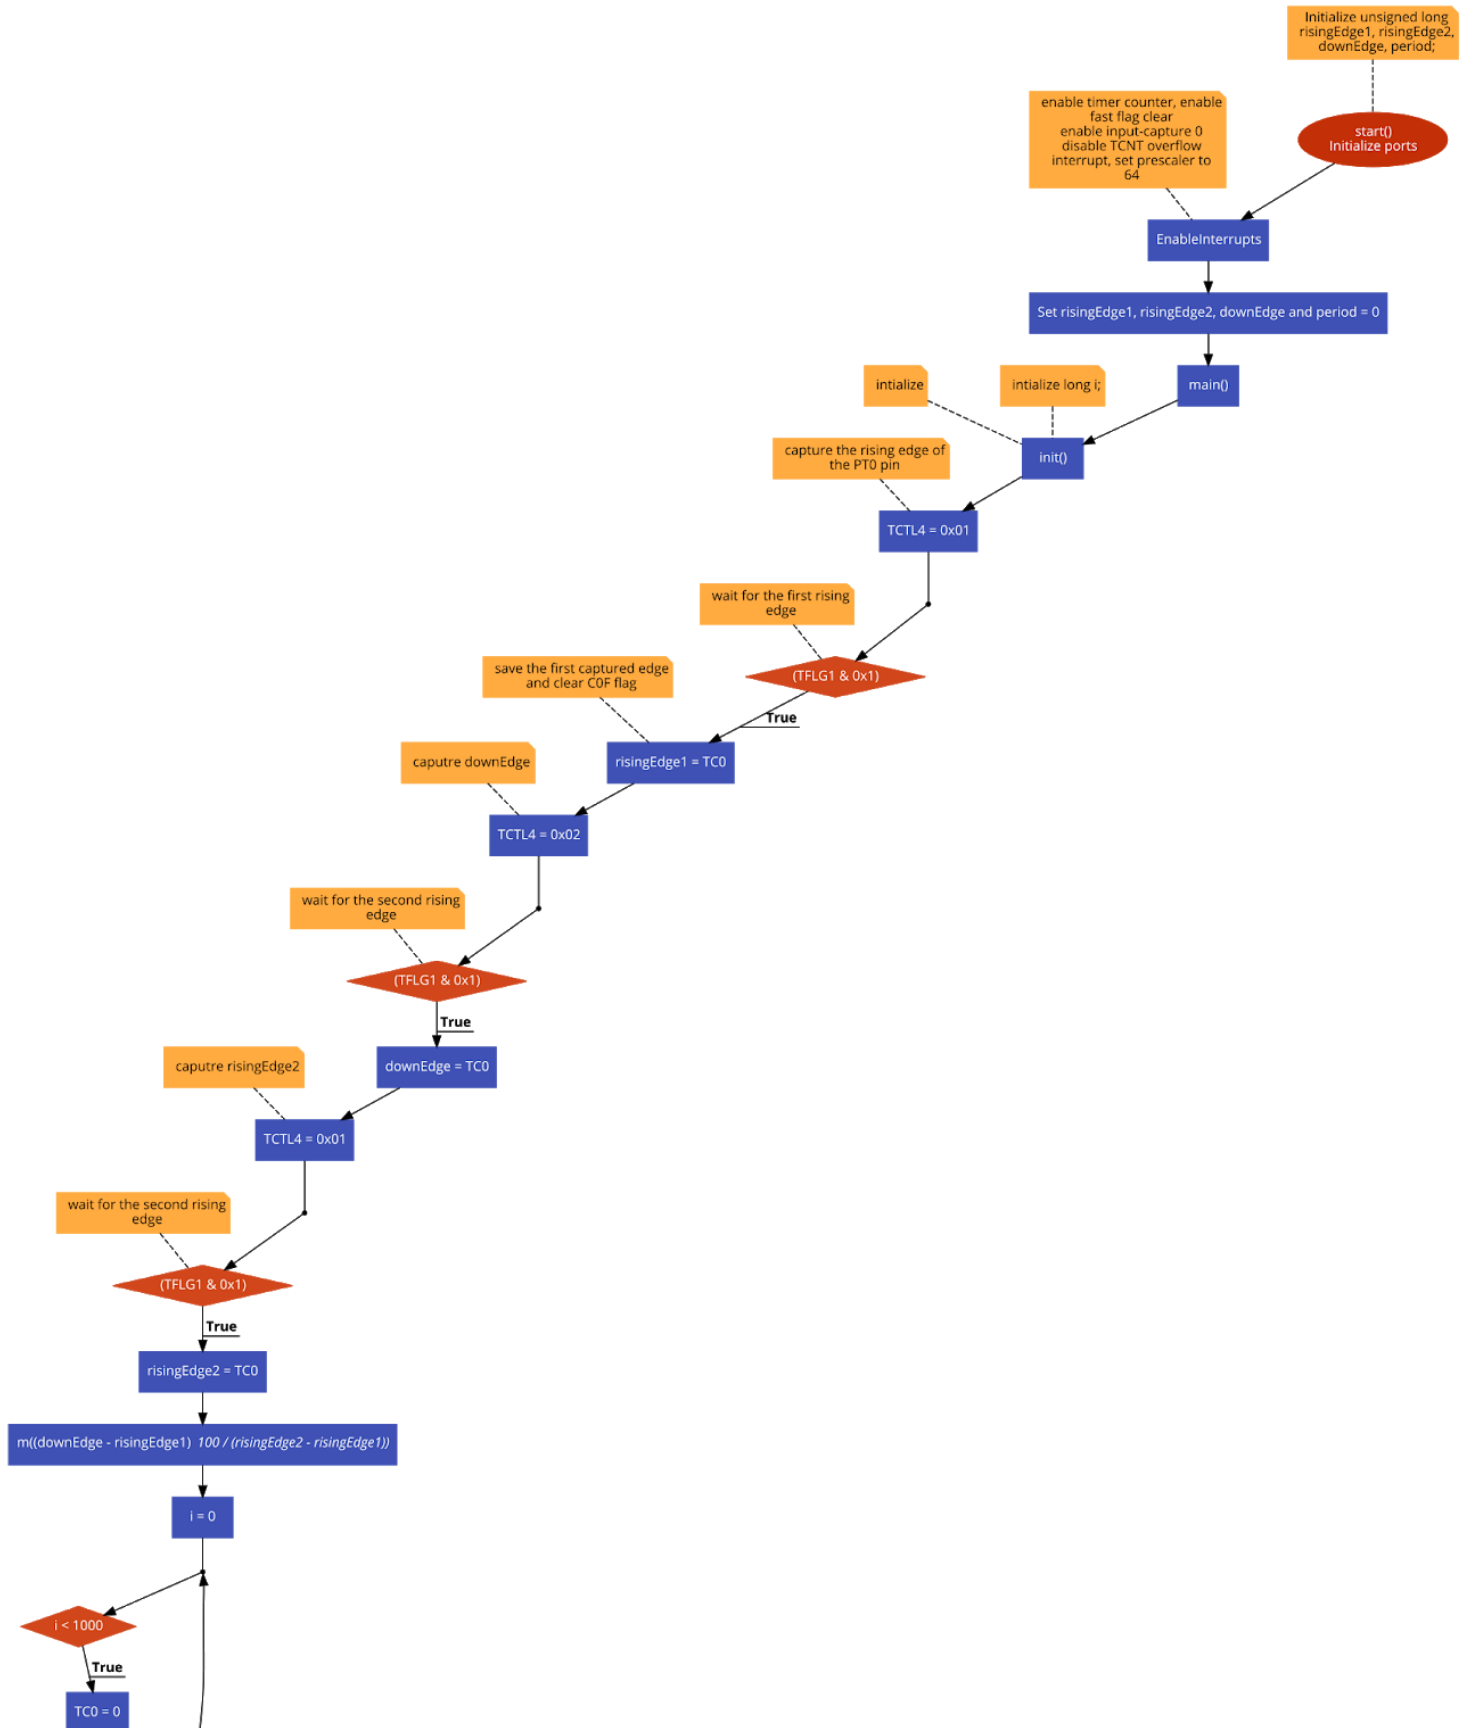 Initialize unsigned long
risingEdge1, risingEdge2,
downEdge, period;
enable timer counter, enable
fast flag clear
enable input-capture 0
disable TCNT overflow
interrupt, set prescaler to
64
start()
Initialize ports
EnableInterrupts
Set risingEdge1, risingEdge2, downEdge and period = 0
intialize
intialize long i;
main()
capture the rising edge of
the PT0 pin
init()
TCTL4 = 0x01
wait for the first rising
edge
save the first captured edge
and clear C0F flag
(TFLG1 & 0x1)
True
caputre downEdge
risingEdge1 = TC0
TCTL4 = 0x02
wait for the second rising
edge
(TFLG1 & 0x1)
True
caputre risingEdge2
downEdge = TC0
TCTL4 = 0x01
wait for the second rising
edge
(TFLG1 & 0x1)
True
risingEdge2 = TC0
m((downEdge - risingEdge1) 100 / (risingEdge2 - risingEdge1))
i = 0
i < 1000
True
TC0 = 0